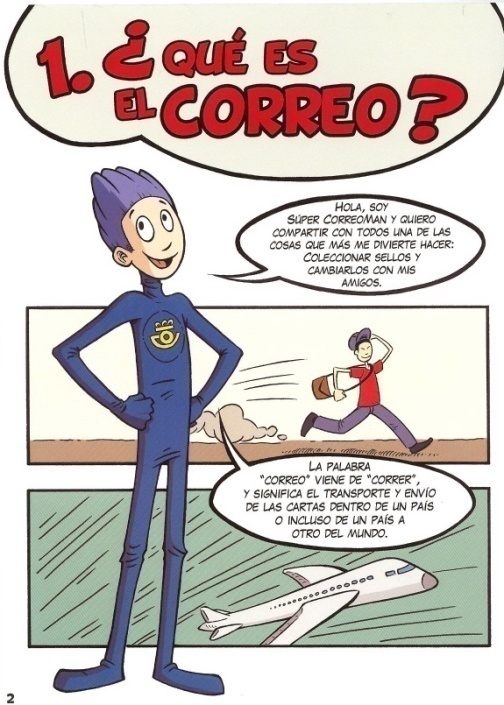 1. ¿QUÉ ES
EL CORREO?
HOLA, SOY
SÚPER CORREOMAN Y QUIERO
COMPARTIR CON TODOS UNA DE LAS
COSAS QUE MÁS ME DIVIERTE HACER:
COLECCIONAR SELLOS Y
CAMBIARLOS CON MIS
AMIGOS.
LA PALABRA
"CORREO" VIENE DE "CORRER",
Y SIGNIFICA EL TRANSPORTE Y ENVÍO
DE LAS CARTAS DENTRO DE UN PAÍS
O INCLUSO DE UN PAÍS A
OTRO DEL MUNDO.
2